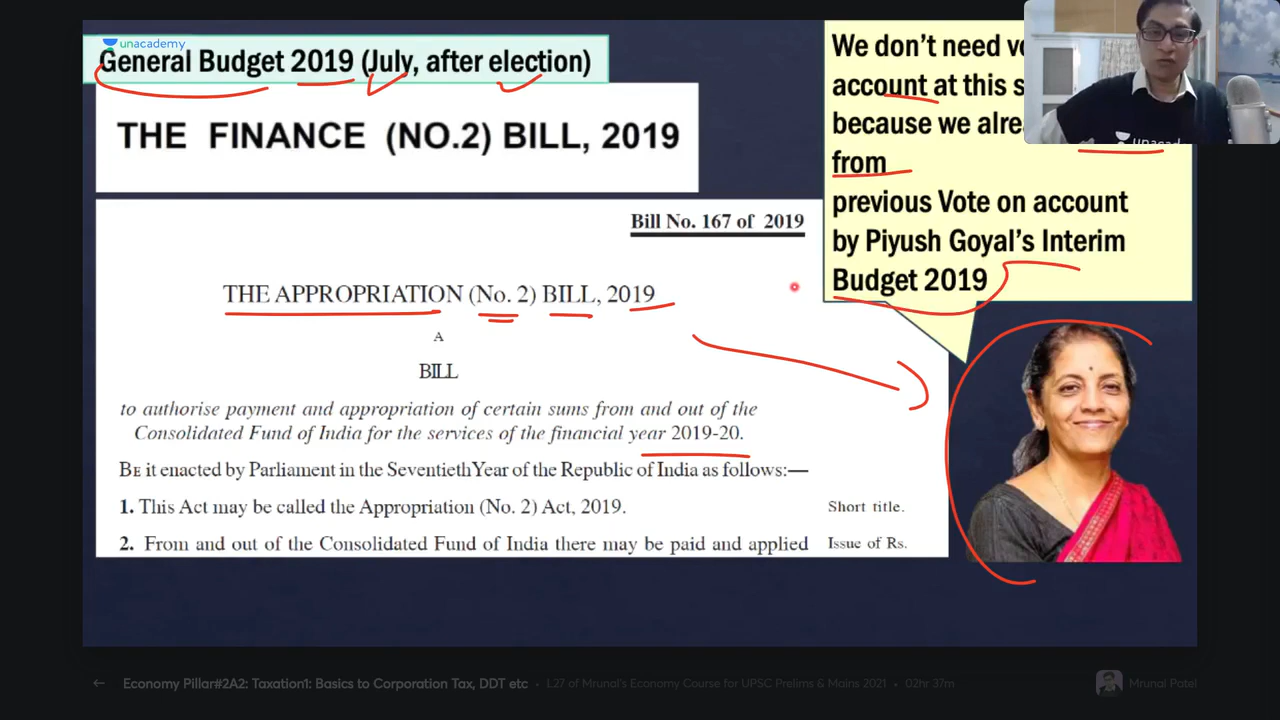 unacademy
General Budget 2019 (July, after election)
THE FINANCE (NO.2) BILL, 2019
Bill No. 167 of 2019
THE APPROPRIATION (No. 2) BILL, 2019
A
BILL
to authorise payment and appropriation of certain sums from and out of the
Consolidated Fund of India for the services of the financial year 2019-20.
BE it enacted by Parliament in the SeventiethYear of the Republic of India as follows:—
1. This Act may be called the Appropriation (No. 2) Act, 2019.
Short title.
2. From and out of the Consolidated Fund of India there may be paid and applied
Issue of Rs.
We don't need
account at this
because we
from
previous Vote on account
by Piyush Goyal's Interim
Budget 2019
← Economy Pillar#2A2: Taxation1: Basics to Corporation Tax, DDT etc • L27 of Mrunal's Economy Course for UPSC Prelims & Mains 2021 • 02hr 37m
Mrunal Patel